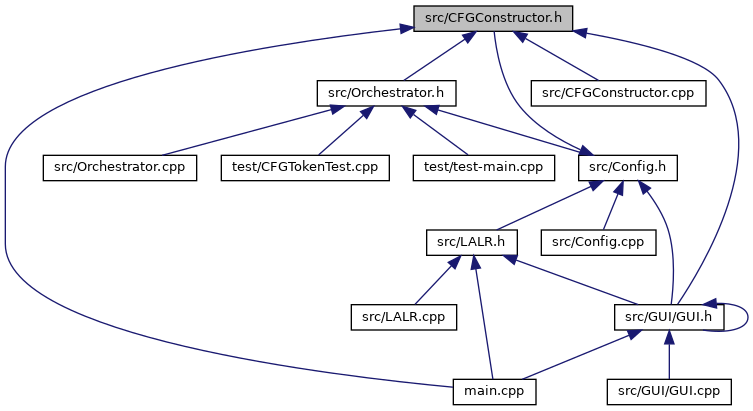 src/CFGConstructor.h
src/Orchestrator.h
src/CFGConstructor.cpp
src/Orchestrator.cpp
test/CFGTokenTest.cpp
test/test-main.cpp
src/Config.h
src/LALR.h
src/Config.cpp
src/LALR.cpp
src/GUI/GUI.h
main.cpp
src/GUI/GUI.cpp